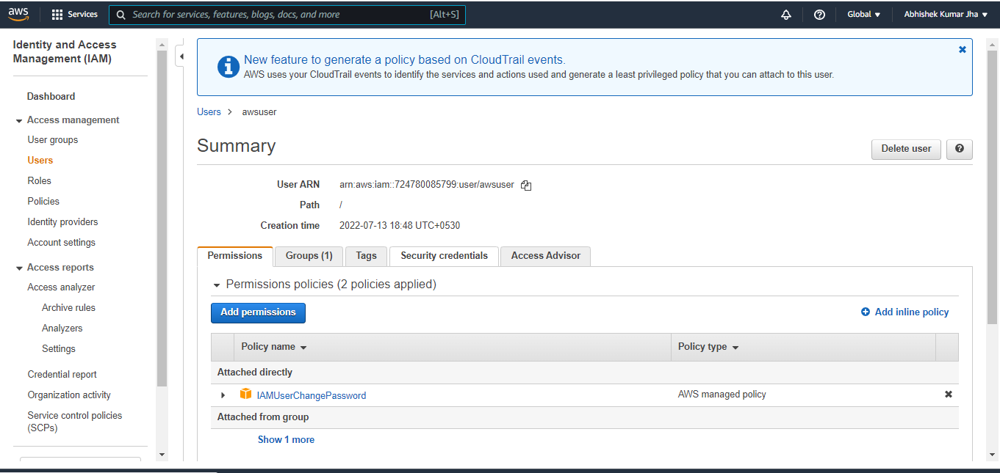 aws
Services
Search for services, features, blogs, docs, and more [Alt+S]
Global
Abhishek Kumar Jha
Identity and Access
Management (IAM)
Dashboard
Access management
User groups
Users
Roles
Policies
Identity providers
Account settings
Access reports
Access analyzer
Archive rules
Analyzers
Settings
Credential report
Organization activity
Service control policies
(SCPs)
New feature to generate a policy based on CloudTrail events.
AWS uses your CloudTrail events to identify the services and actions used and generate a least privileged policy that you can attach to this user.
Users > awsuser
Summary
Delete user
User ARN arn:aws:iam::724780085799:user/awsuser
Path /
Creation time 2022-07-13 18:48 UTC+0530
Permissions Groups (1) Tags Security credentials Access Advisor
Permissions policies (2 policies applied)
Add permissions
Add inline policy
Policy name Policy type
Attached directly
IAMUserChangePassword AWS managed policy
Attached from group
Show 1 more